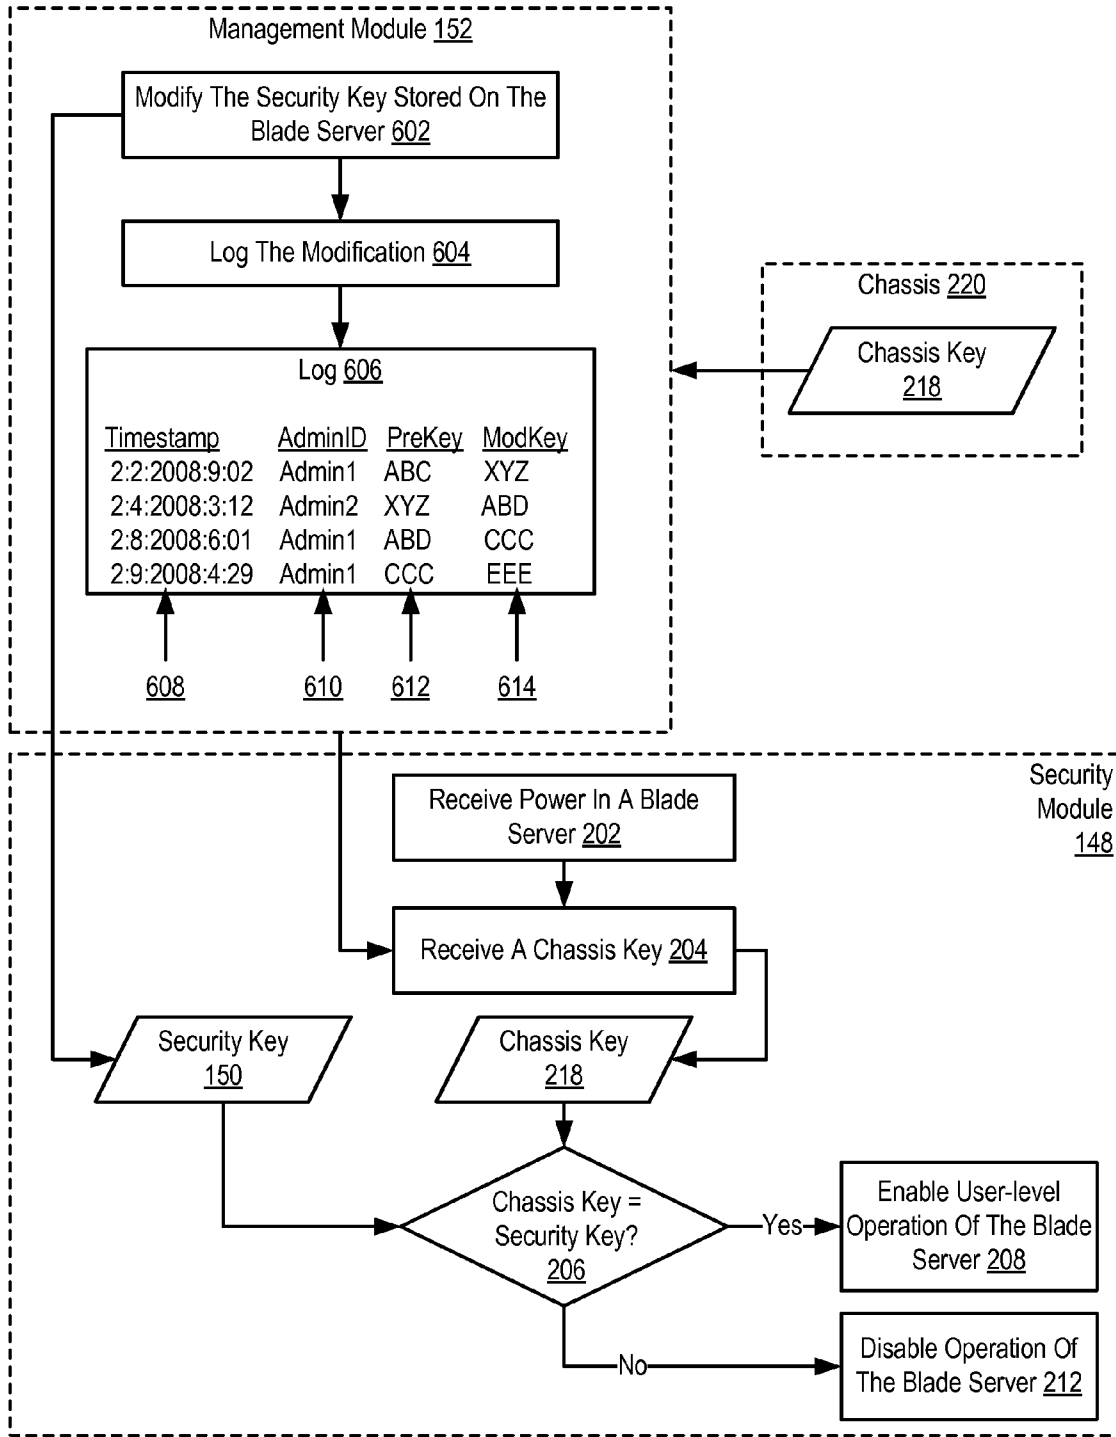 Management Module 152
Modify The Security Key Stored On The
Blade Server 602
Log The Modification 604
Chassis 220
Chassis Key
218
Log 606
Timestamp AdminID PreKey ModKey
2:2:2008:9:02 Admin1 ABC XYZ
2:4:2008:3:12 Admin2 XYZ ABD
2:8:2008:6:01 Admin1 ABD CCC
2:9:2008:4:29 Admin1 CCC EEE
608 610 612 614
Security
Module
148
Receive Power In A Blade
Server 202
Receive A Chassis Key 204
Security Key
150
Chassis Key
218
Chassis Key =
Security Key?
206
Yes
Enable User-level
Operation Of The Blade
Server 208
No
Disable Operation Of
The Blade Server 212